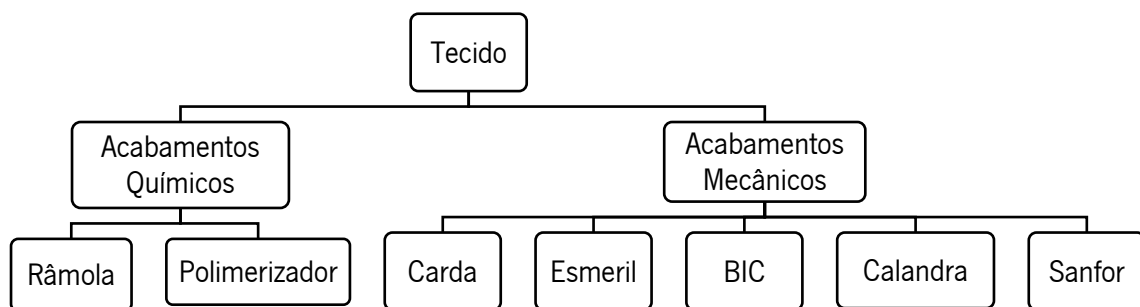 Tecido
Acabamentos
Químicos
Acabamentos
Mecânicos
Râmola
Polimerizador
Carda
Esmeril
BIC
Calandra
Sanfor